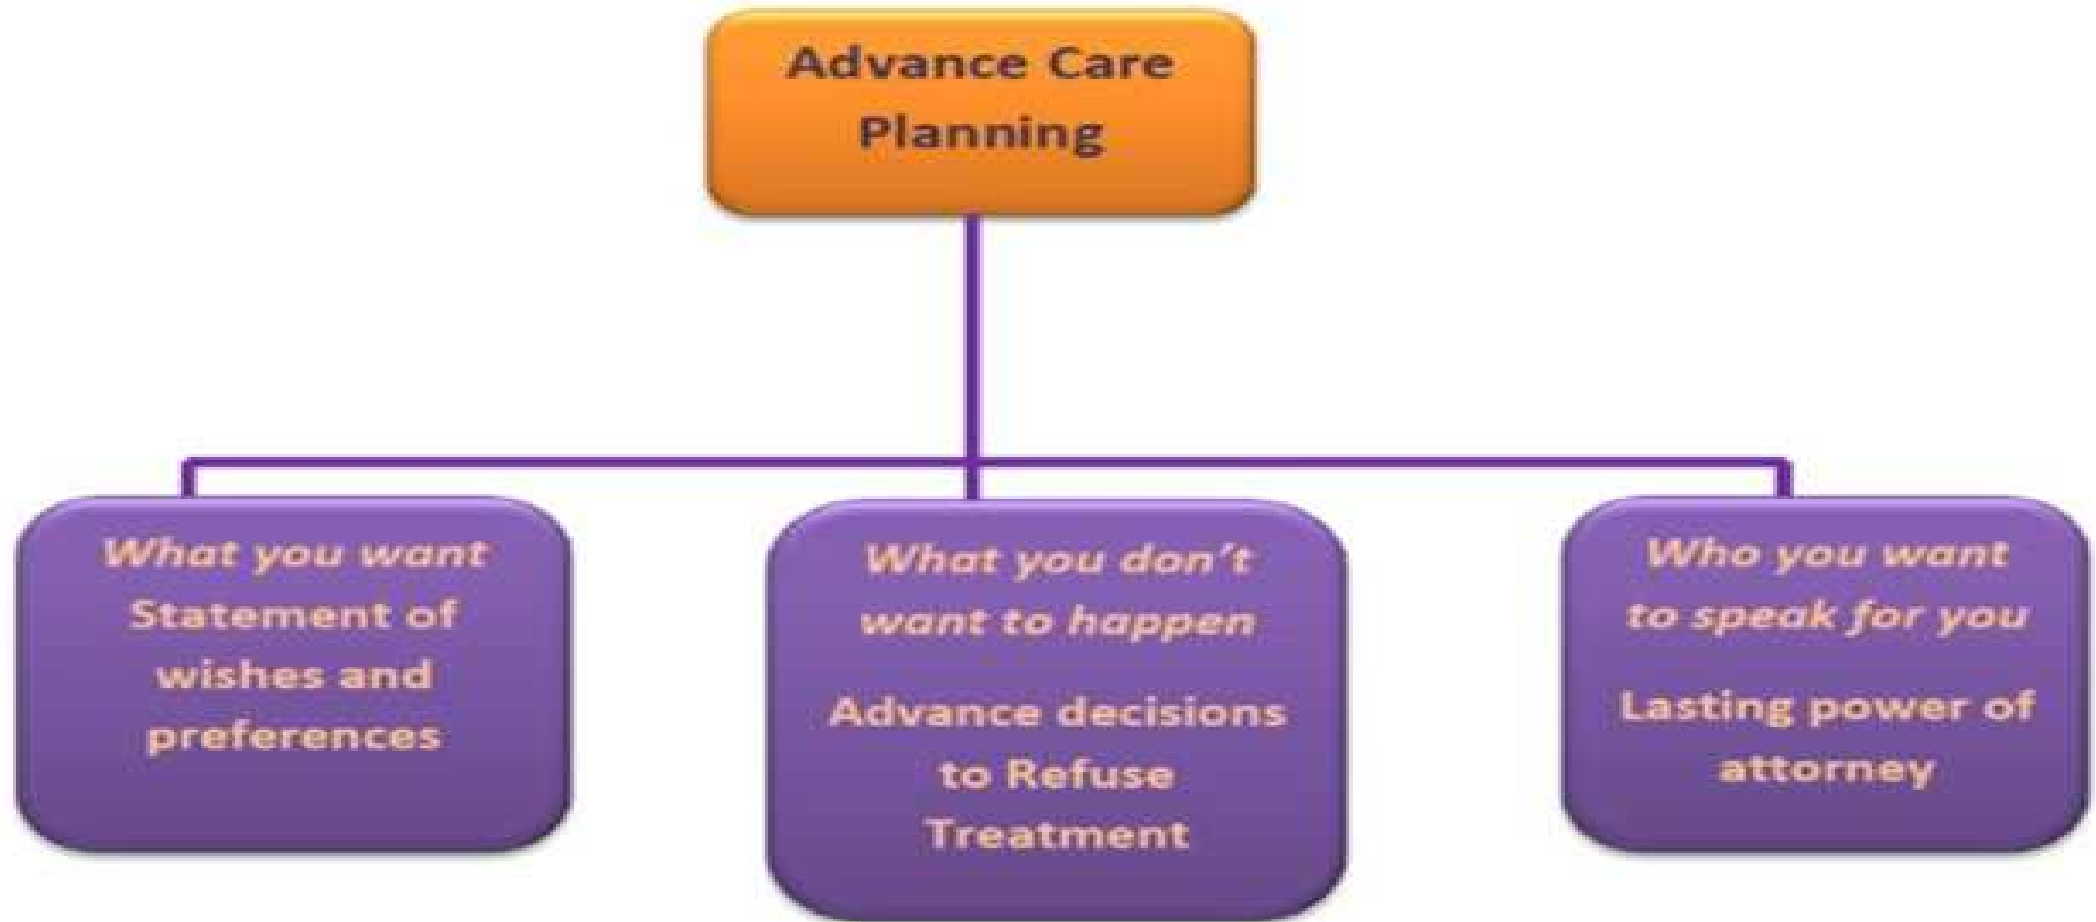 Advance Care
Planning
What you want
Statement of
wishes and
preferences
What you don't
want to happen
Advance decisions
to Refuse
Treatment
Who you want
to speak for you
Lasting power of
attorney